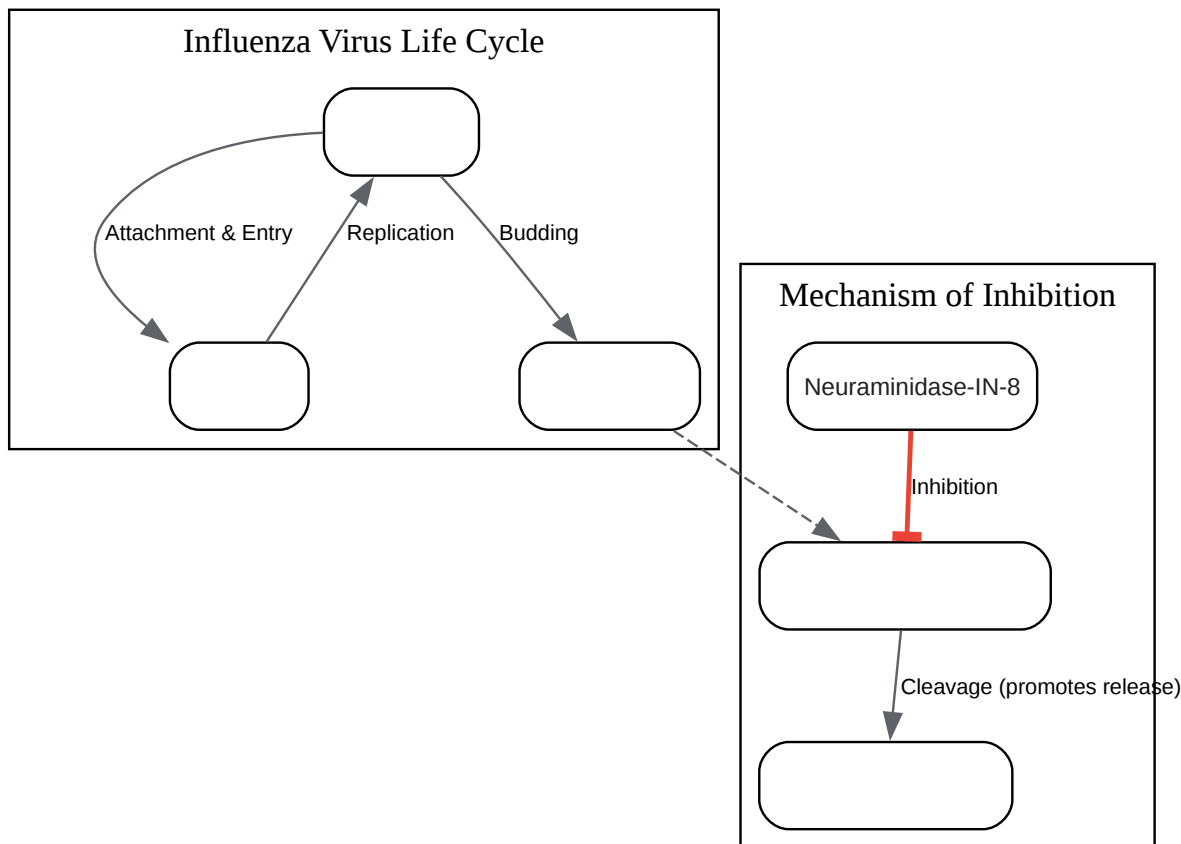 Influenza Virus Life Cycle
Attachment & Entry
Replication
Budding
Mechanism of Inhibition
Neuraminidase-IN-8
Inhibition
Cleavage (promotes release)